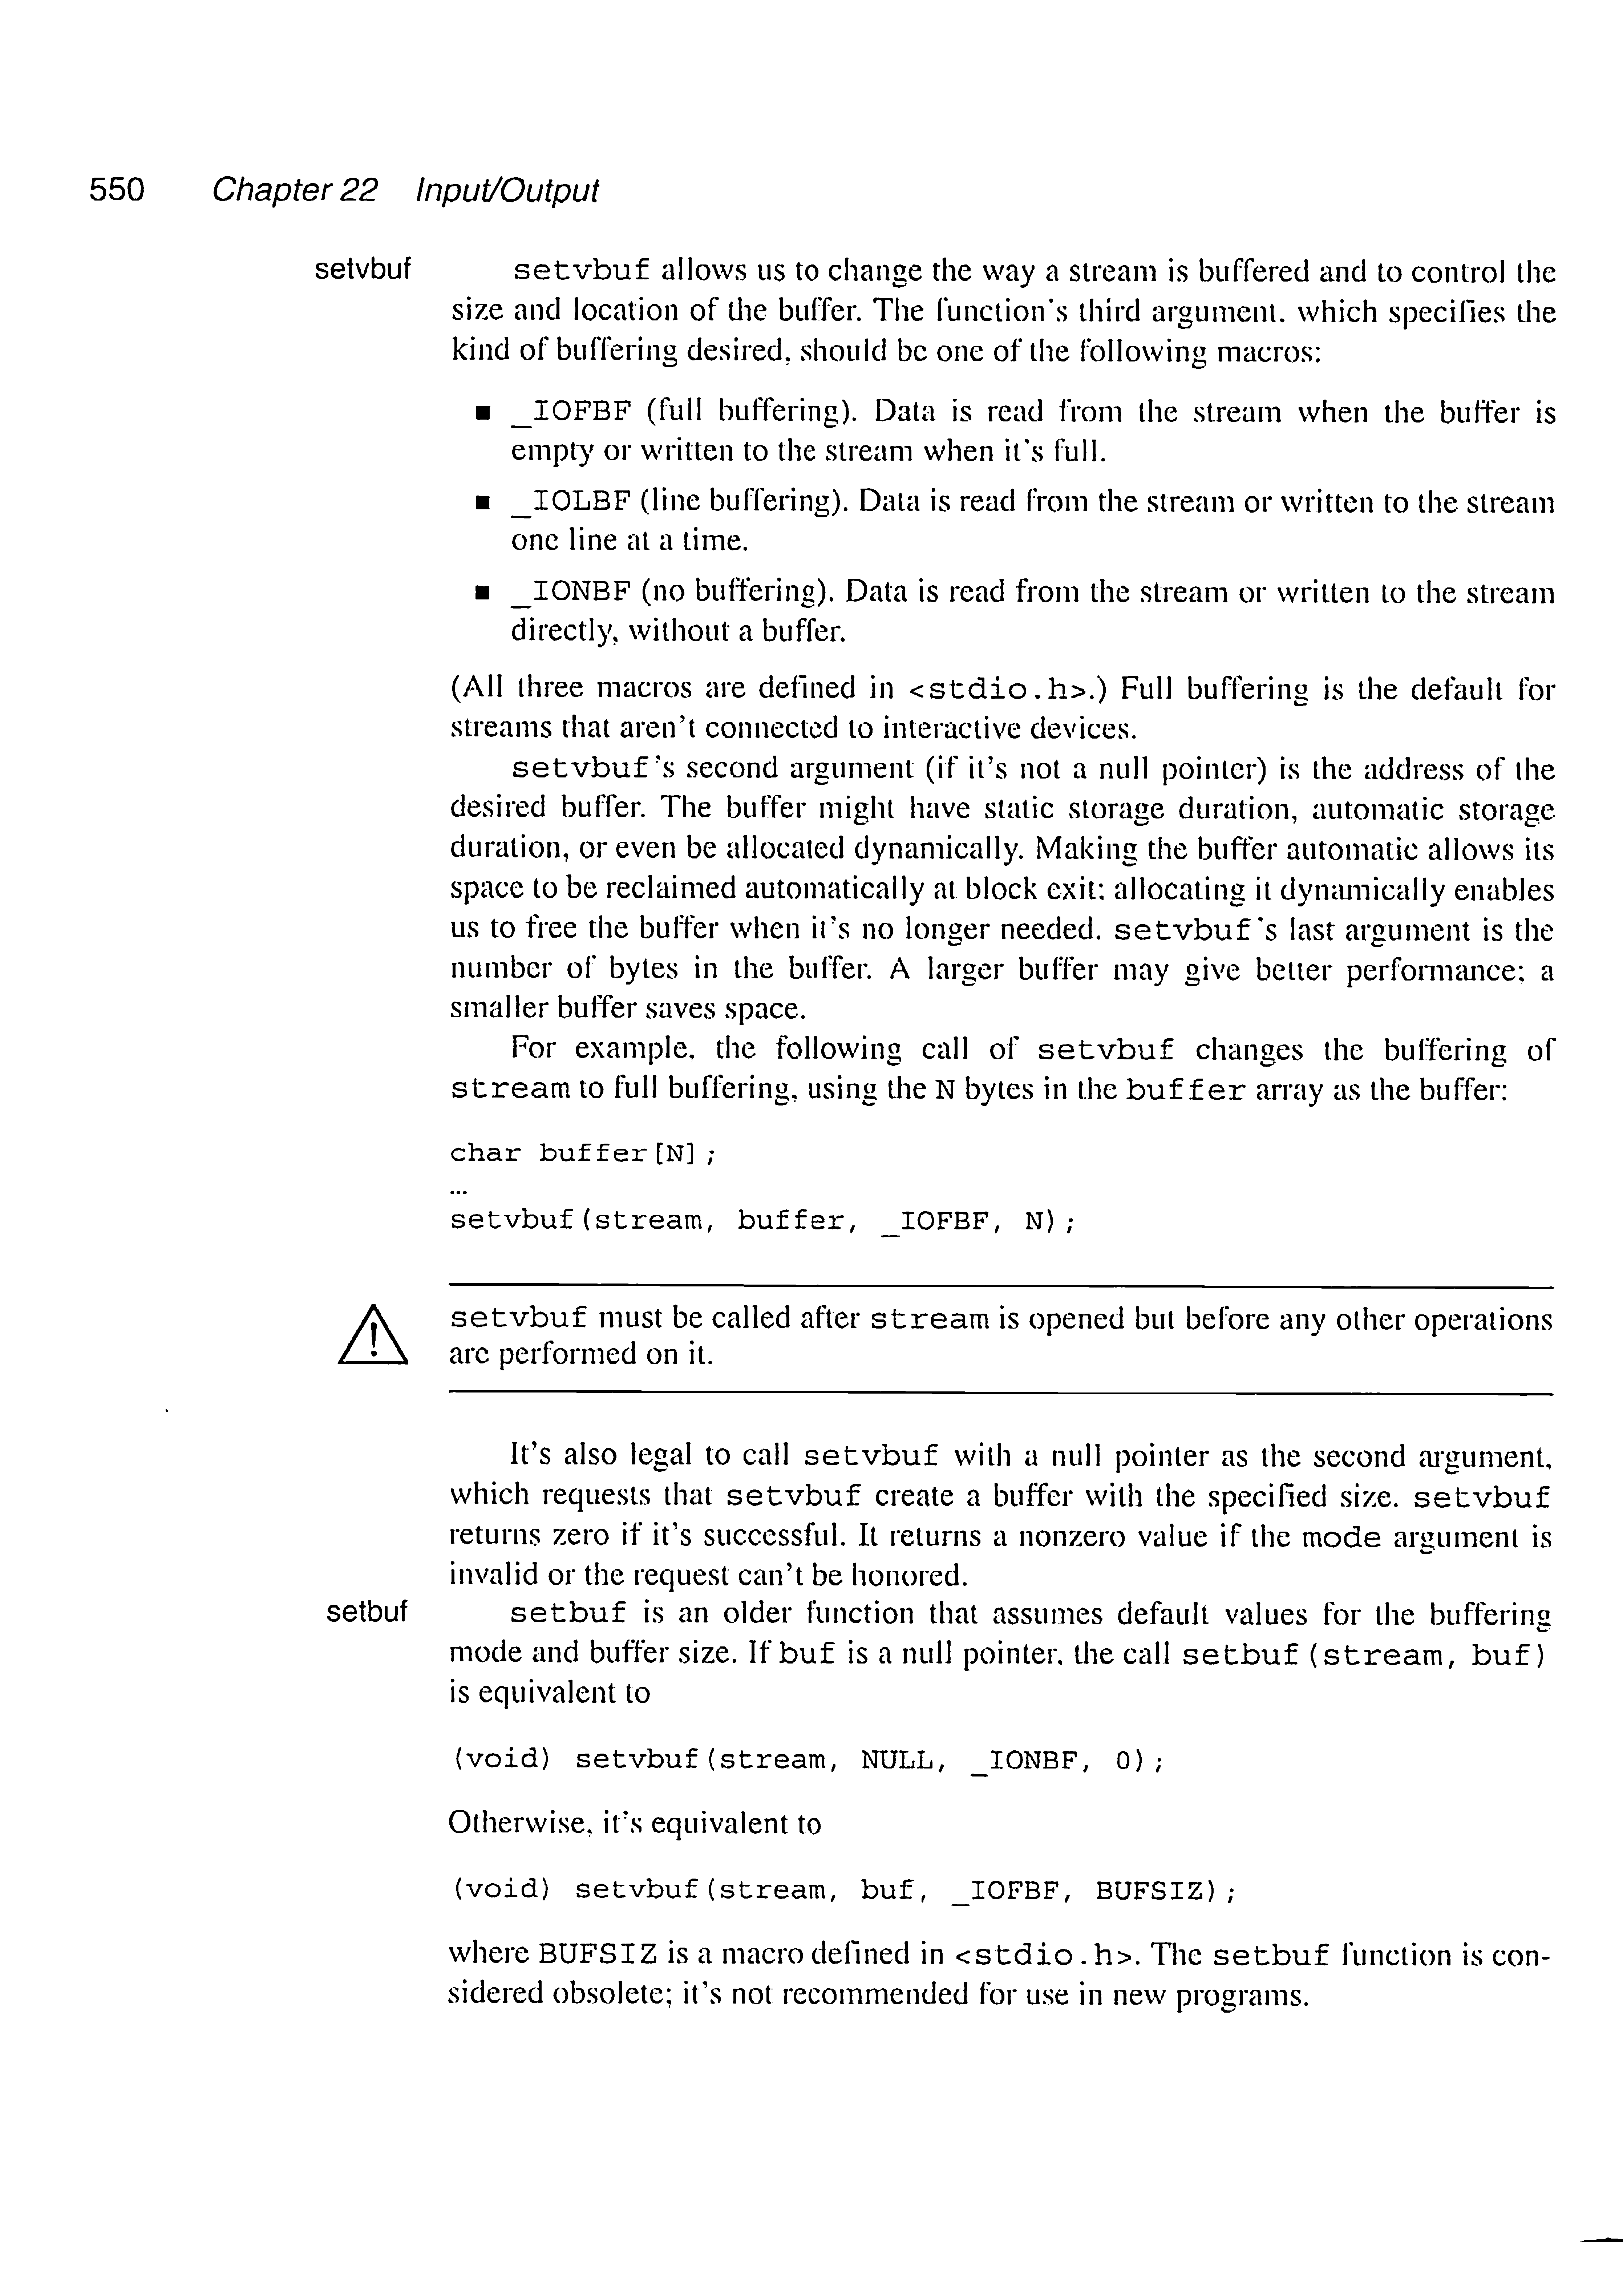 550 Chapter 22 Input/Output
setvbuf setvbuf allows us to change the way a stream is buffered and to control the
size and location of the buffer. The function's third argument. which specifies the
kind of buffering desired, should be one of the following macros:
■ _IOFBF (full buffering). Data is read from the stream when the buffer is
empty or written to the stream when it's full.
■ _IOLBF (line buffering). Data is read from the stream or written to the stream
one line at a time.
■ _IONBF (no buffering). Data is read from the stream or written to the stream
directly, without a buffer.
(All three macros are defined in <stdio.h>.) Full buffering is the default for
streams that aren't connected to interactive devices.
setvbuf's second argument (if it's not a null pointer) is the address of the
desired buffer. The buffer might have static storage duration, automatic storage
duration, or even be allocated dynamically. Making the buffer automatic allows its
space to be reclaimed automatically at block exit; allocating it dynamically enables
us to free the buffer when it's no longer needed. setvbuf's last argument is the
number of bytes in the buffer. A larger buffer may give better performance; a
smaller buffer saves space.
For example, the following call of setvbuf changes the buffering of
stream to full buffering, using the N bytes in the buffer array as the buffer:
char buffer[N];
…
setvbuf(stream, buffer, _IOFBF, N);
setvbuf must be called after stream is opened but before any other operations
are performed on it.
It's also legal to call setvbuf with a null pointer as the second argument,
which requests that setvbuf create a buffer with the specified size. setvbuf
returns zero if it's successful. It returns a nonzero value if the mode argument is
invalid or the request can't be honored.
setbuf setbuf is an older function that assumes default values for the buffering
mode and buffer size. If buf is a null pointer, the call setbuf(stream, buf)
is equivalent to
(void) setvbuf(stream, NULL, _IONBF, 0);
Otherwise, it's equivalent to
(void) setvbuf(stream, buf, _IOFBF, BUFSIZ);
where BUFSIZ is a macro defined in <stdio.h>. The setbuf function is con-
sidered obsolete; it's not recommended for use in new programs.